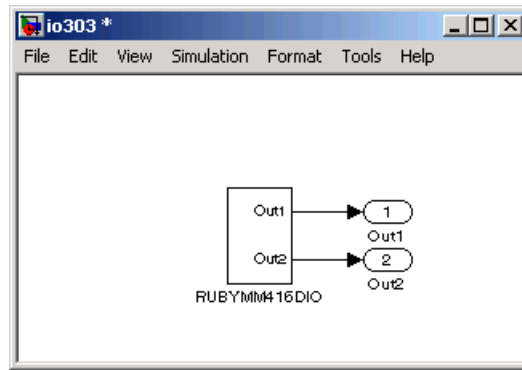 io303 *
File Edit View Simulation Format Tools Help
Out1
1
Out1
Out2
2
Out2
RUBYMM416DIO